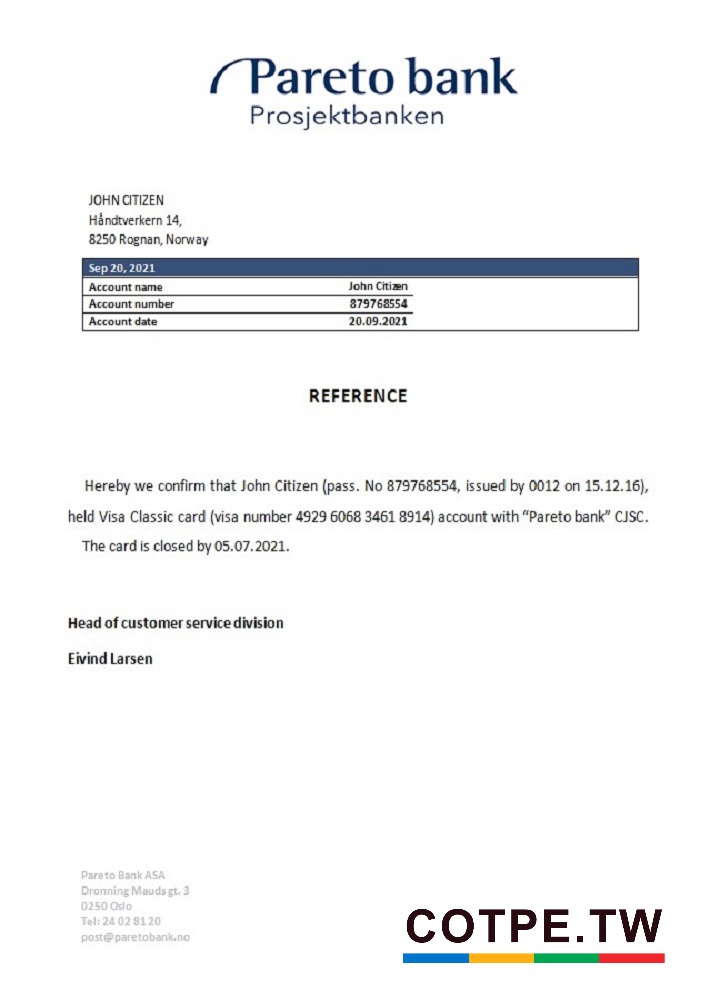 Pareto bank
Prosjektbanken
JOHN CITIZEN
Håndtverkern 14,
8250 Rognan, Norway
Sep 20, 2021
Account name John Citizen
Account number 879768554
Account date 20.09.2021
REFERENCE
Hereby we confirm that John Citizen (pass. No 879768554, issued by 0012 on 15.12.16),
held Visa Classic card (visa number 4929 6068 3461 8914) account with “Pareto bank” CJSC.
The card is closed by 05.07.2021.
Head of customer service division
Eivind Larsen
Pareto Bank ASA
Dronning Mauds gt. 3
0250 Oslo
Tel: 24 02 81 20
post@paretobank.no
COTPE.TW